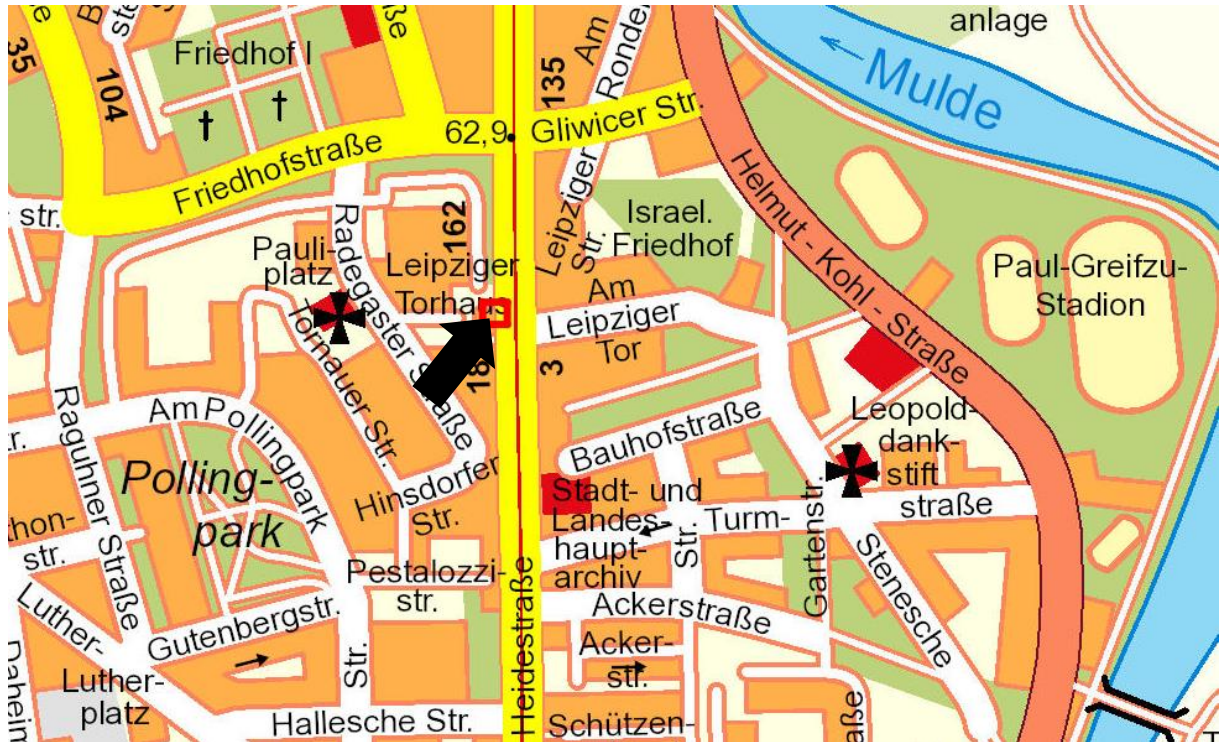 anlage
Mulde
Friedhof I
35
104
135
Am
Ronde
62,9
Gliwicer Str.
Friedhofstraße
str.
Leipziger
Str.
Israel.
Friedhof
Helmut - Kohl - Straße
Paul-Greifzu-
Stadion
Pauli-
platz
Radegaster Straße
162
Leipziger
Torhaus
Am
Leipziger
Tor
18
3
Tornauer Str.
Raguhner Straße
Am Pollingpark
Polling-
park
Hinsdorfer
Str.
Bauhofstraße
Leopold-
dank-
stift
Stadt- und
Landes-
haupt-
archiv
Str.
Turm-
straße
Gartenstr.
Stenesche
thon-
str.
Pestalozzi-
str.
Heidestraße
Ackerstraße
Acker-
str.
Luther-
Gutenbergstr.
Str.
Luther-
platz
Hallesche Str.
Schützen-